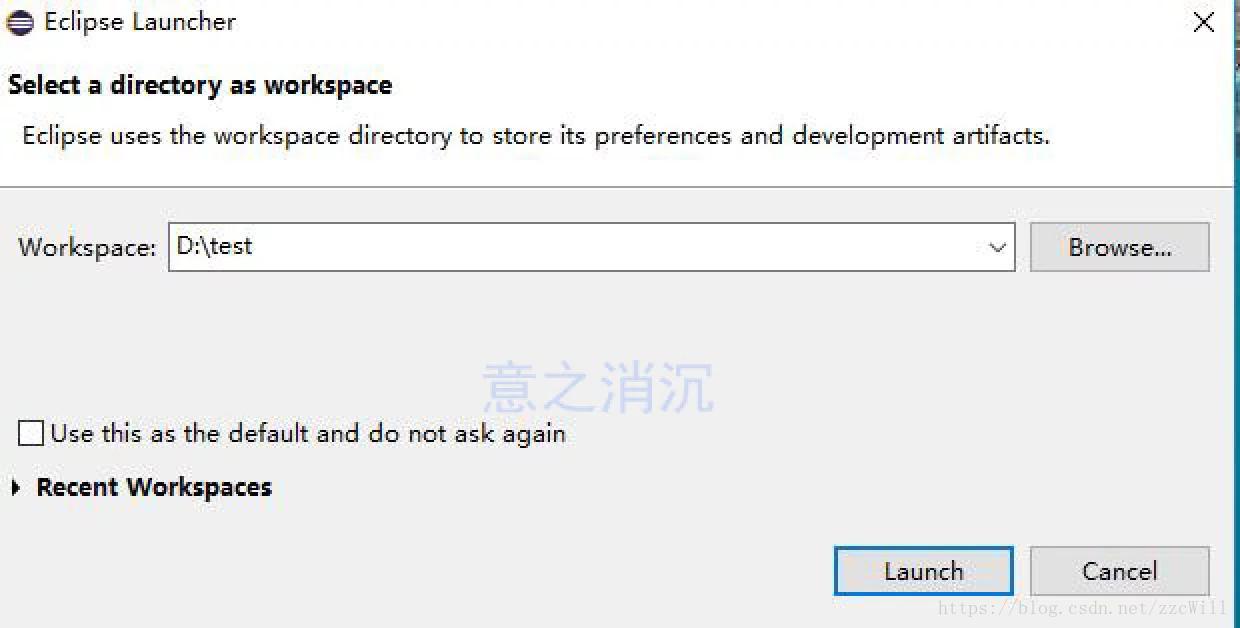 Eclipse Launcher
Select a directory as workspace
Eclipse uses the workspace directory to store its preferences and development artifacts.
Workspace: D:\test Browse...
意之消沉
Use this as the default and do not ask again
Recent Workspaces
Launch Cancel
https://blog.csdn.net/zzcWill